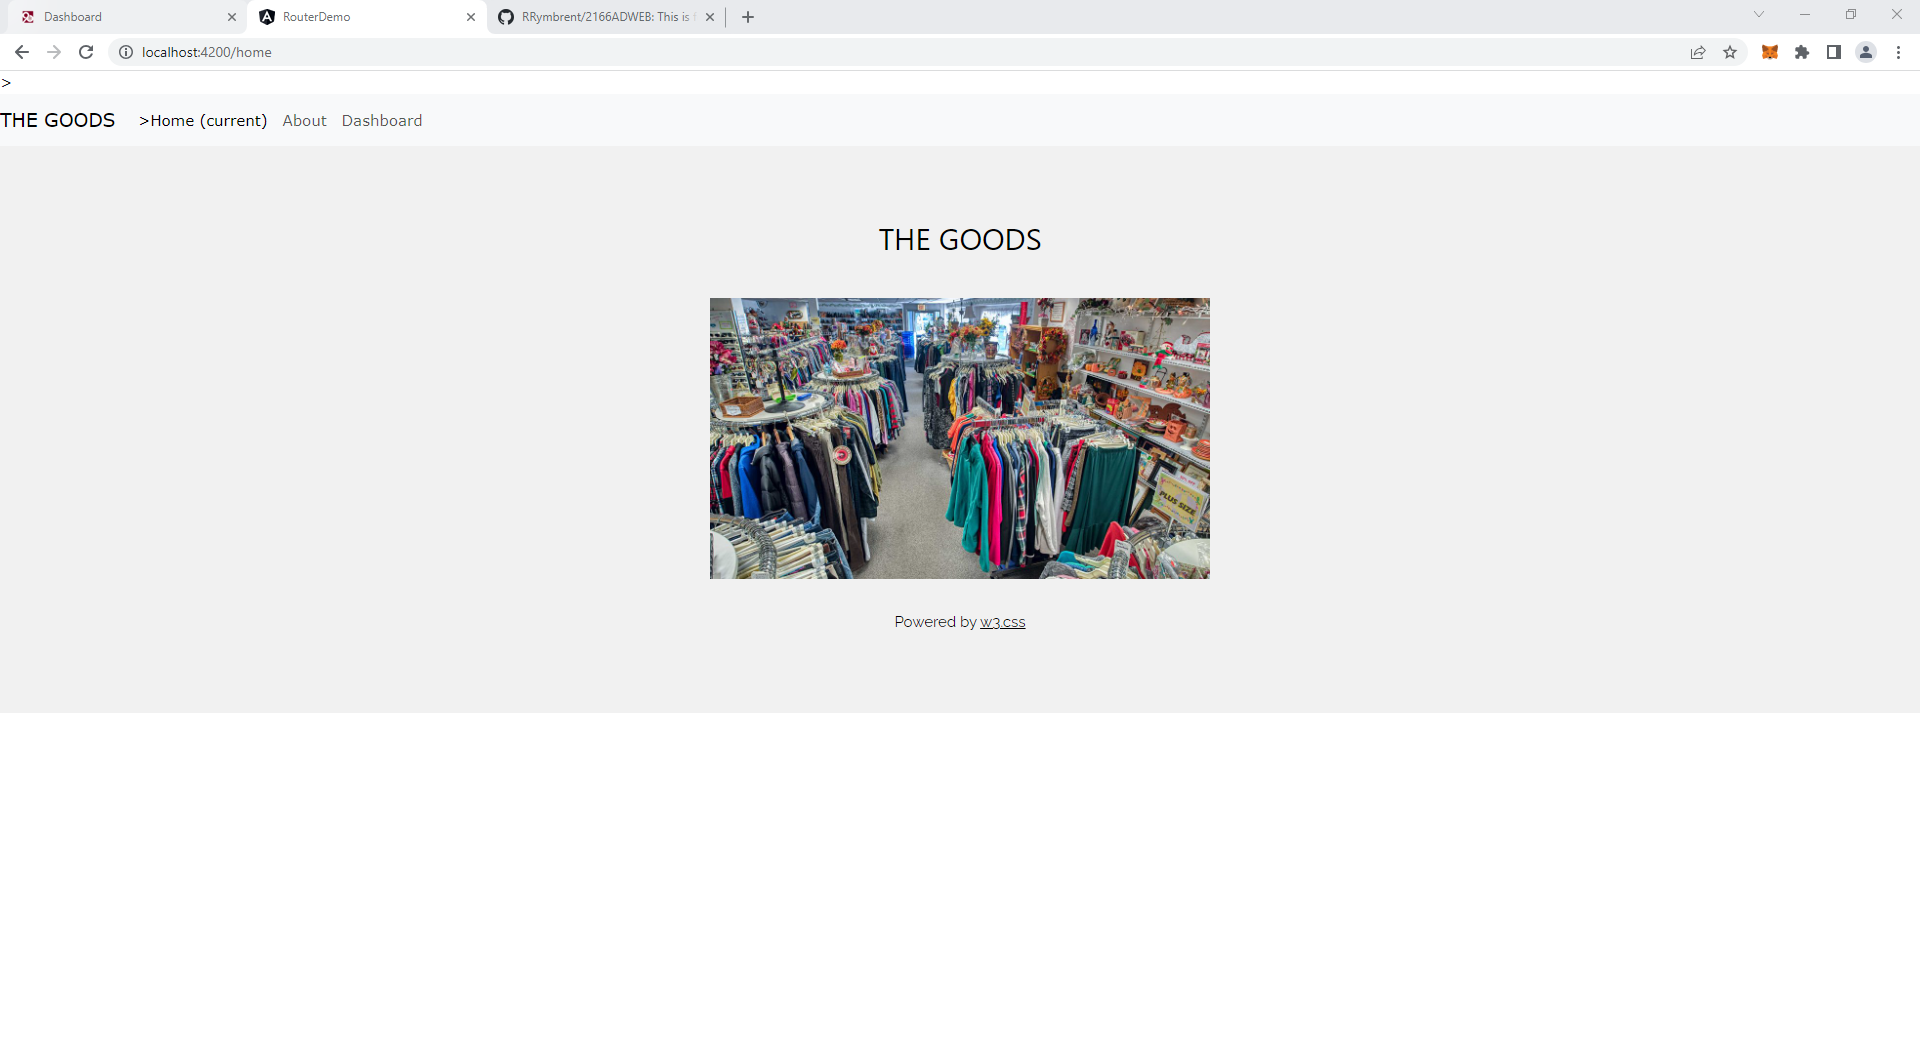 Dashboard
RouterDemo
RRymbrent/2166ADWEB: This is
localhost:4200/home
>
THE GOODS >Home (current) About Dashboard
THE GOODS
PLUS SIZE
Powered by w3.css